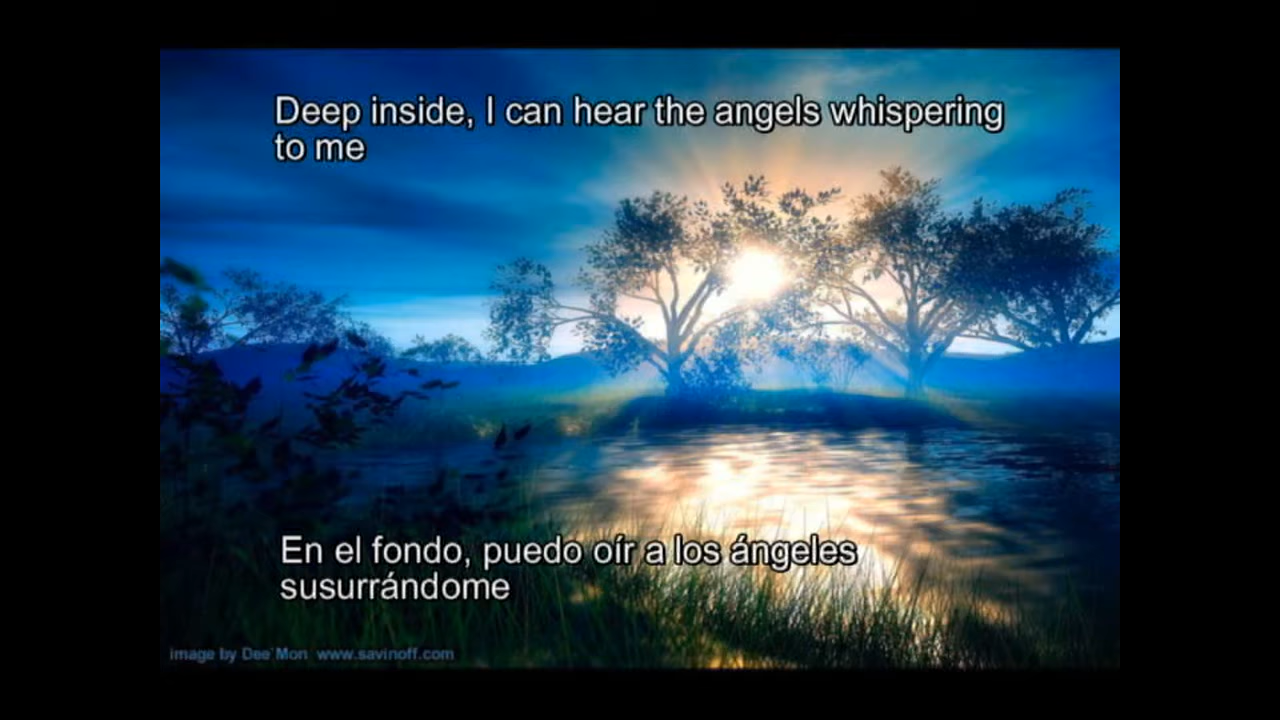 Deep inside, I can hear the angels whispering
to me
En el fondo, puedo oír a los ángeles
susurrándome
image by Dee'Mon www.savinoff.com